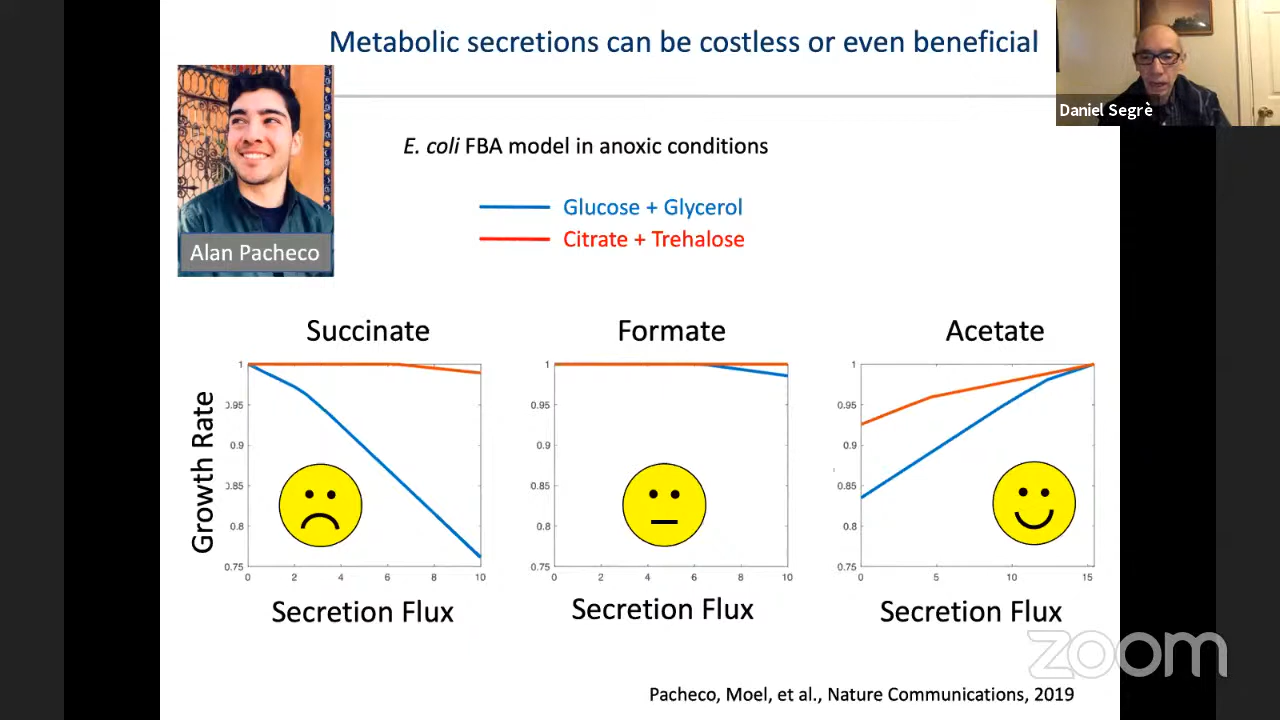 Metabolic secretions can be costless or even beneficial
Daniel Segrè
E. coli FBA model in anoxic conditions
Glucose + Glycerol
Citrate + Trehalose
Alan Pacheco
Succinate
Formate
Acetate
Growth Rate
1
0.95
0.9
0.85
0.8
0.75
0 2 4 6 8 10
1
0.95
0.9
0.85
0.8
0.75
0 2 4 6 8 10
1
0.95
0.9
0.85
0.8
0.75
0 5 10 15
Secretion Flux
Secretion Flux
Secretion Flux
zoom
Pacheco, Moel, et al., Nature Communications, 2019